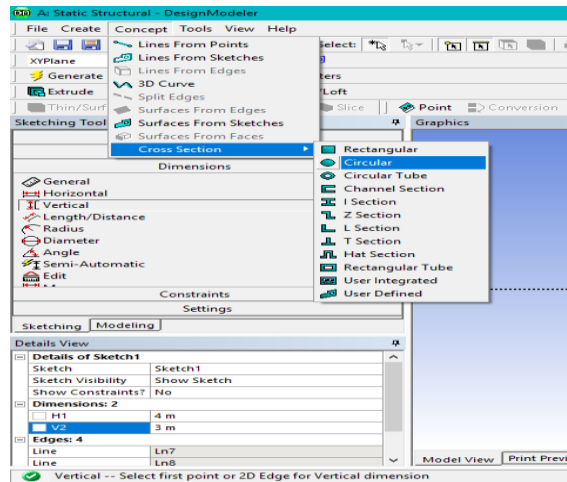 A: Static Structural - DesignModeler
File Create Concept Tools View Help
Select:
XYPlane
Generate
Extrude
Loft
Thin/Surf
Slice
Point
Conversion
Lines From Points
Lines From Sketches
Lines From Edges
3D Curve
Split Edges
Surfaces From Edges
Surfaces From Sketches
Surfaces From Faces
Cross Section
Rectangular
Circular
Circular Tube
Channel Section
I Section
Z Section
L Section
T Section
Hat Section
Rectangular Tube
User Integrated
User Defined
Graphics
Dimensions
General
Horizontal
Vertical
Length/Distance
Radius
Diameter
Angle
Semi-Automatic
Edit
Constraints
Settings
Sketching Modeling
Details View
Details of Sketch1
Sketch Sketch1
Sketch Visibility Show Sketch
Show Constraints? No
Dimensions: 2
H1 4 m
V2 3 m
Edges: 4
Line Ln7
Line Ln8
Model View Print Previ
Vertical -- Select first point or 2D Edge for Vertical dimension